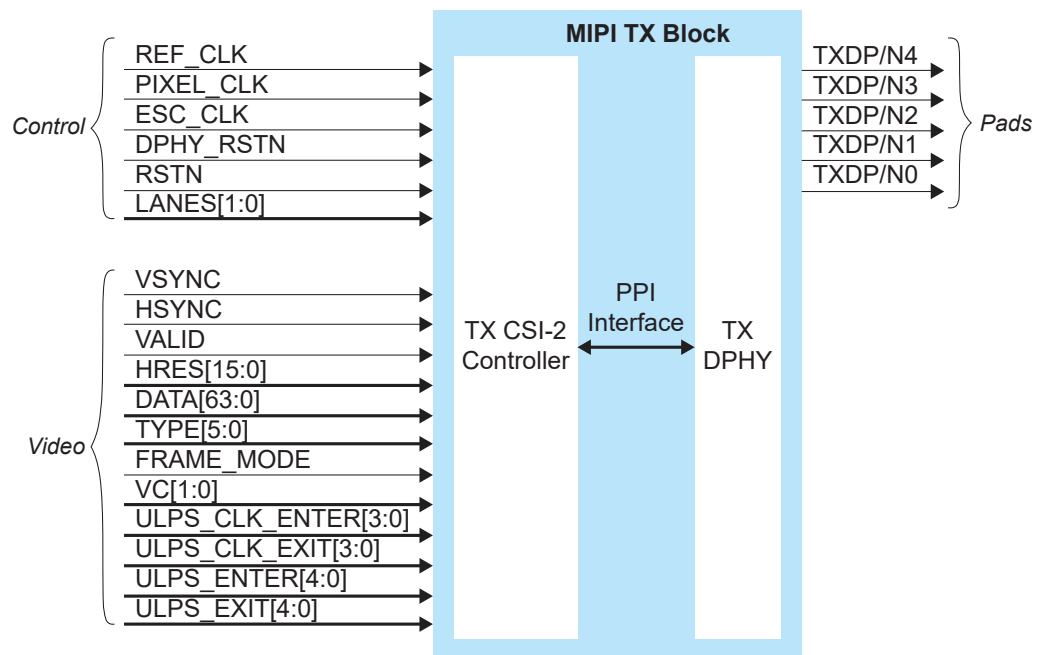 MIPI TX Block
Control
REF_CLK
PIXEL_CLK
ESC_CLK
DPHY_RSTN
RSTN
LANES[1:0]
Video
VSYNC
HSYNC
VALID
HRES[15:0]
DATA[63:0]
TYPE[5:0]
FRAME_MODE
VC[1:0]
ULPS_CLK_ENTER[3:0]
ULPS_CLK_EXIT[3:0]
ULPS_ENTER[4:0]
ULPS_EXIT[4:0]
TX CSI-2
Controller
PPI
Interface
TX
DPHY
TXDP/N4
TXDP/N3
TXDP/N2
TXDP/N1
TXDP/N0
Pads